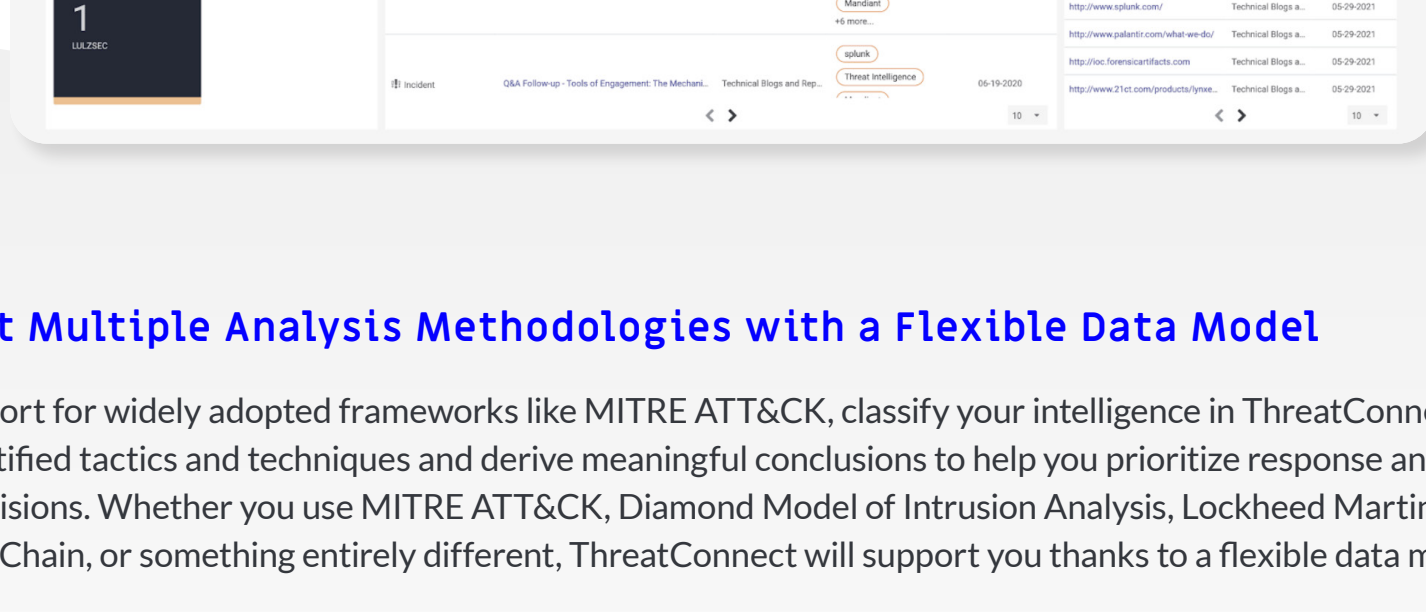 1
LULZSEC
Mandiant
+6 more...
Incident
Q&A Follow-up - Tools of Engagement: The Mechani...
Technical Blogs and Rep...
splunk
Threat Intelligence
06-19-2020
10
http://www.splunk.com/ Technical Blogs a... 05-29-2021
http://www.palantir.com/what-we-do/ Technical Blogs a... 05-29-2021
http://ioc.forensicartifacts.com Technical Blogs a... 05-29-2021
http://www.21ct.com/products/lynxe... Technical Blogs a... 05-29-2021
10
t Multiple Analysis Methodologies with a Flexible Data Model
ort for widely adopted frameworks like MITRE ATT&CK, classify your intelligence in ThreatConne
tified tactics and techniques and derive meaningful conclusions to help you prioritize response an
isions. Whether you use MITRE ATT&CK, Diamond Model of Intrusion Analysis, Lockheed Martin
Chain, or something entirely different, ThreatConnect will support you thanks to a flexible data m